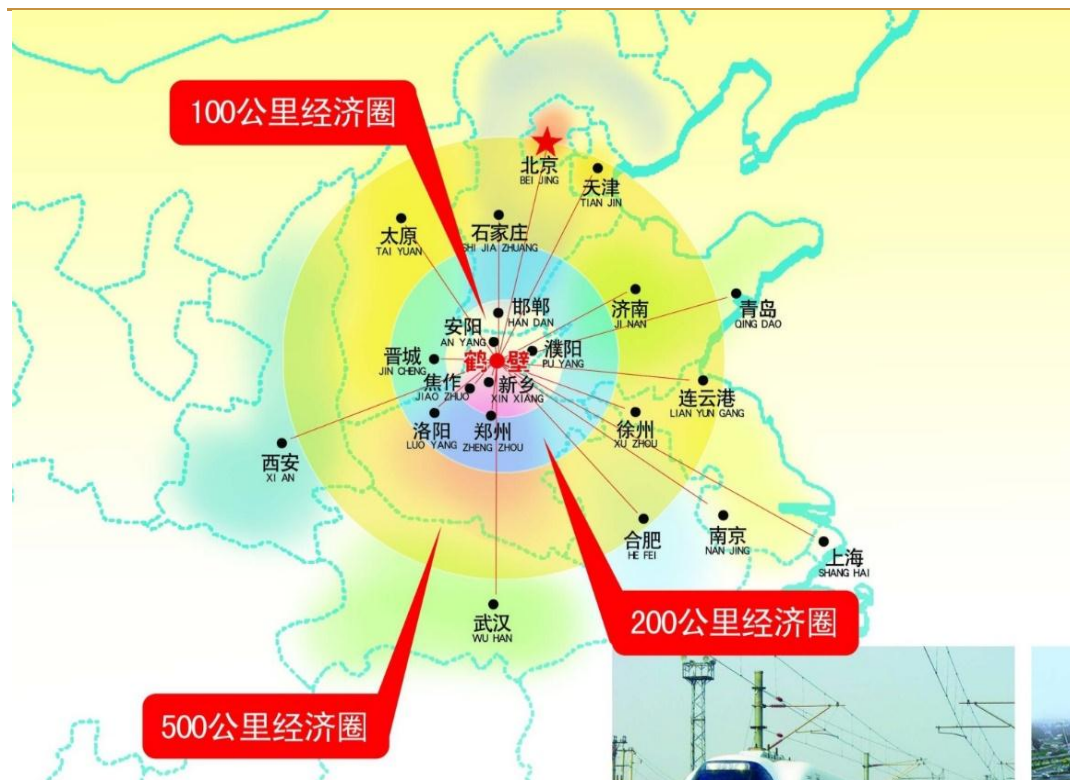 100公里经济圈
北京
BEI JING
天津
TIAN JIN
太原
TAI YUAN
石家庄
SHI JIA ZHUANG
济南
JI NAN
青岛
QING DAO
邯郸
HAN DAN
安阳
AN YANG
濮阳
PU YANG
鹤壁
晋城
JIN CHENG
焦作
JIAO ZHUO
新乡
XIN XIANG
连云港
LIAN YUN GANG
洛阳
LUO YANG
郑州
ZHENG ZHOU
徐州
XU ZHOU
西安
XI AN
合肥
HE FEI
南京
NAN JING
上海
SHANG HAI
武汉
WU HAN
200公里经济圈
500公里经济圈